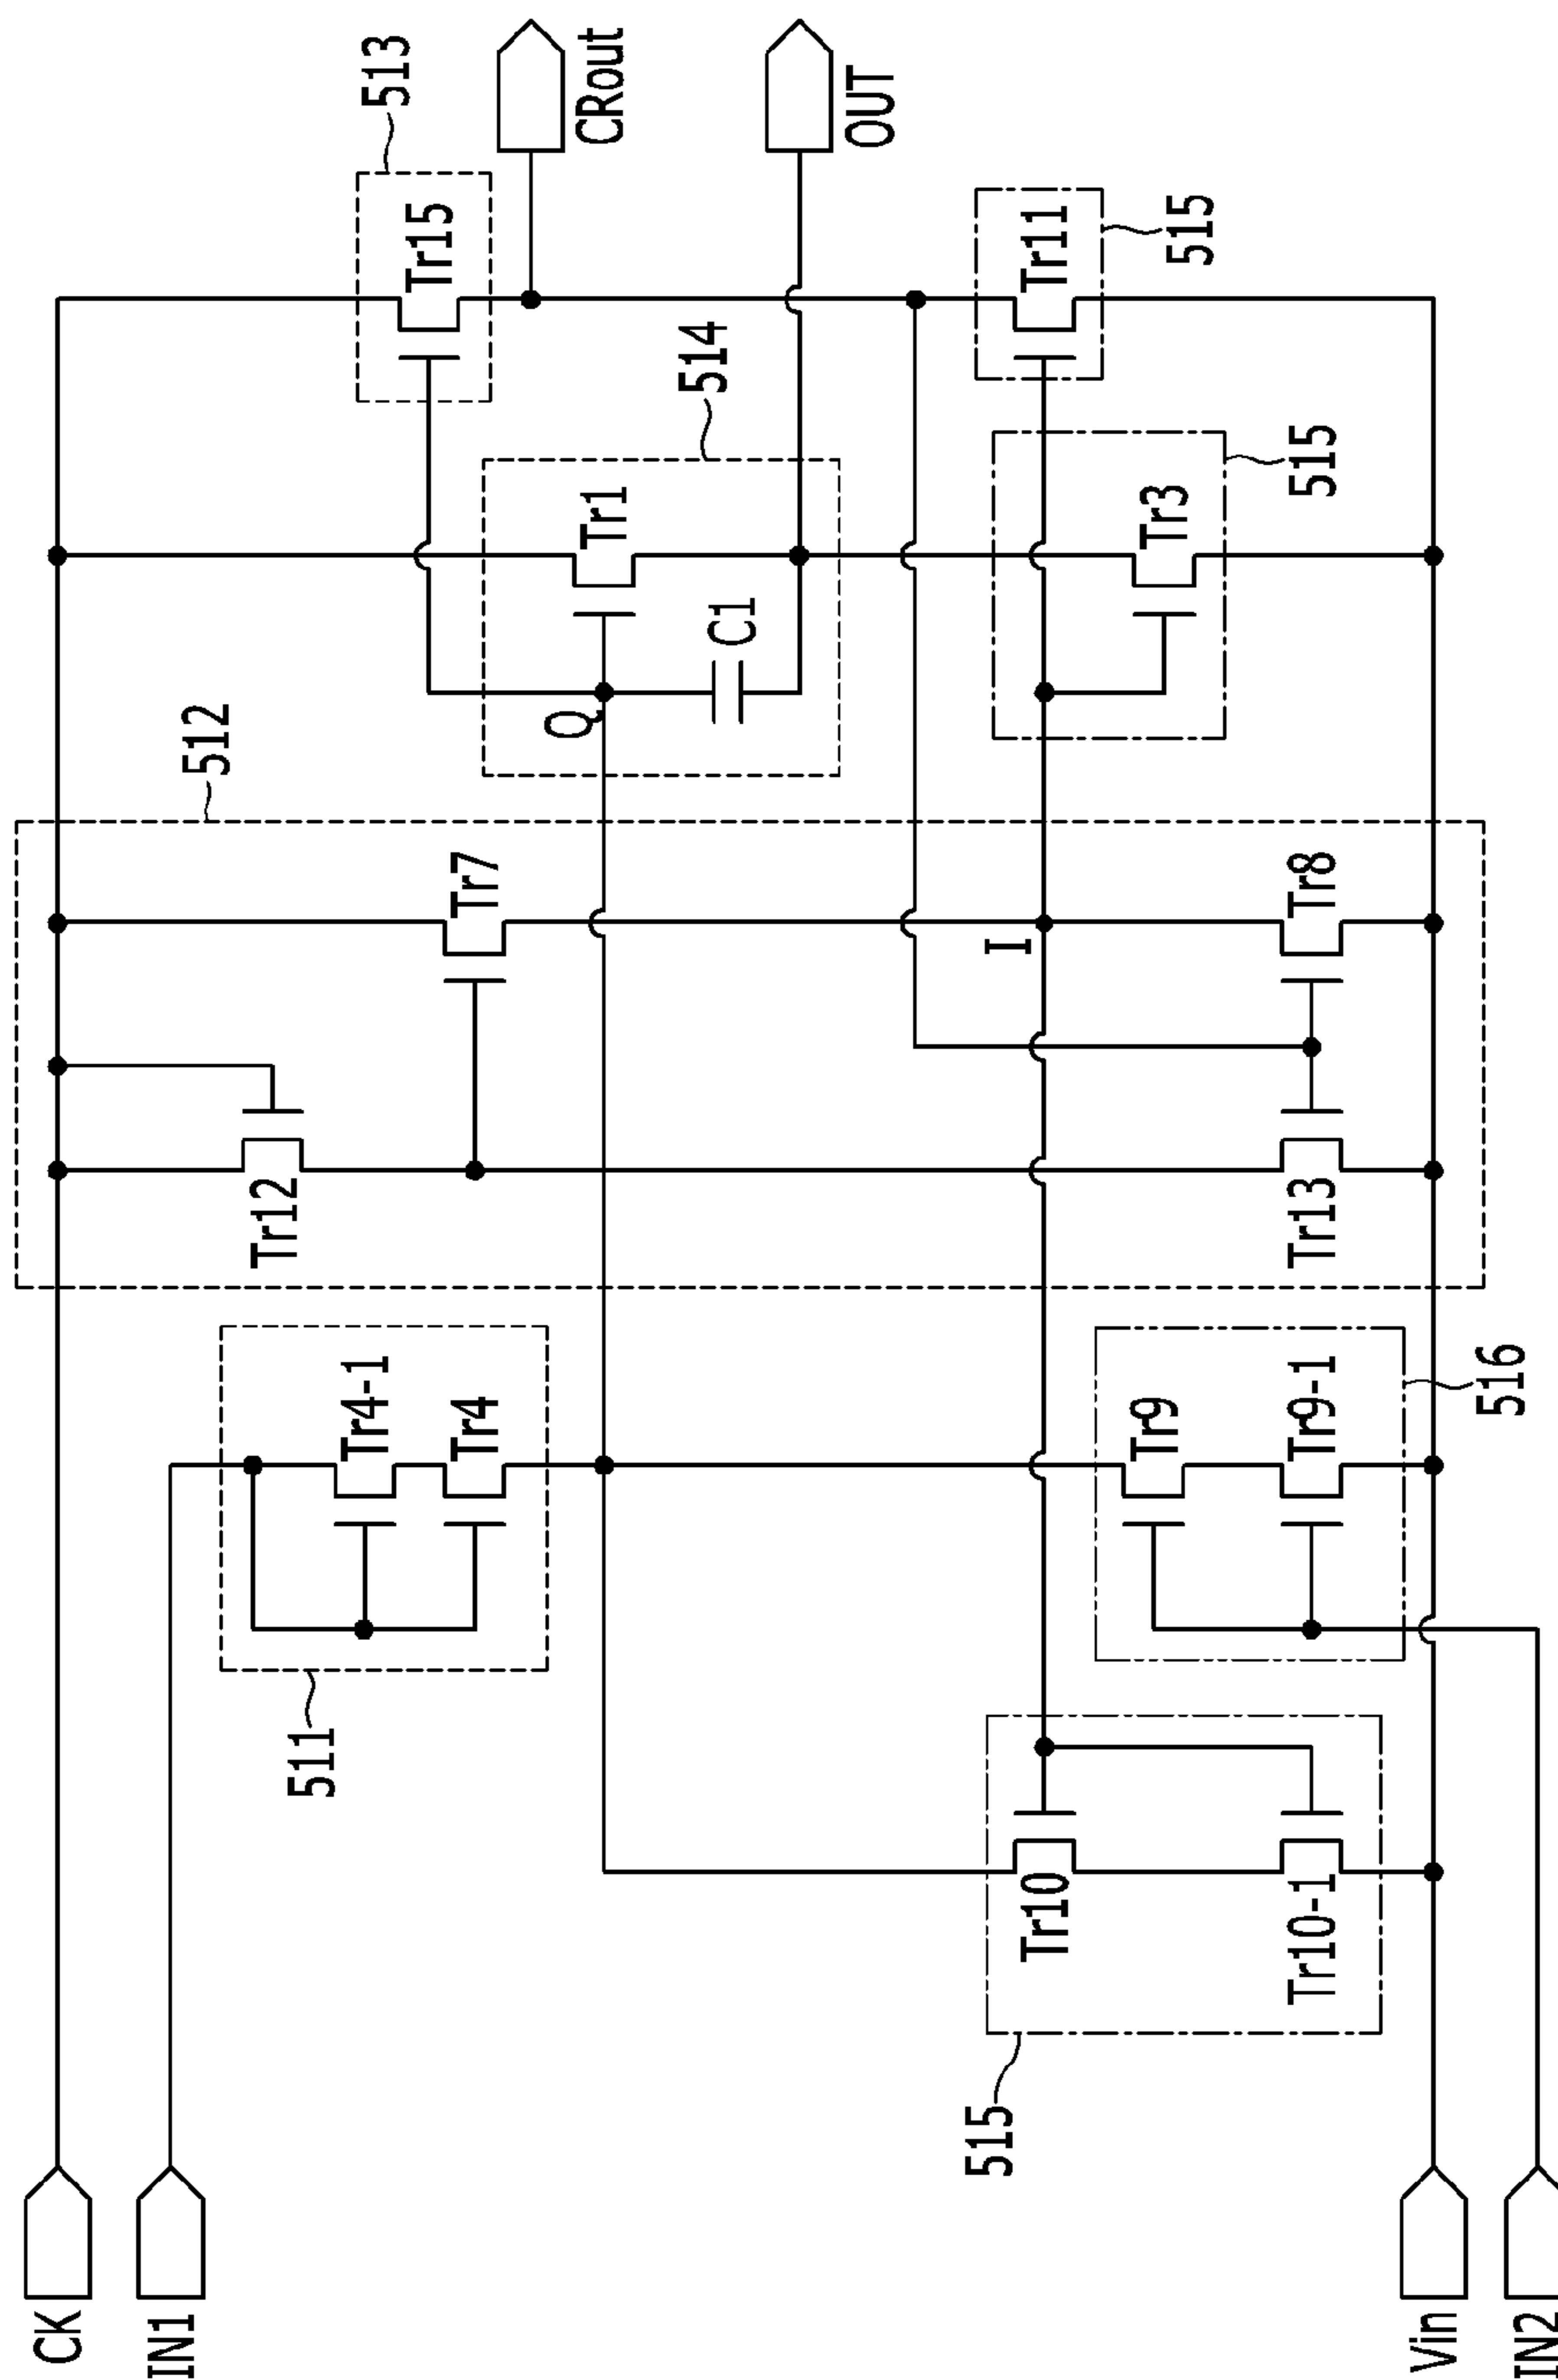 CK
IN1
Vin
IN2
511
Tr4-1
Tr4
515
Tr10
Tr10-1
516
Tr9
Tr9-1
512
Tr12
Tr7
Tr13
Tr8
I
Q
514
Tr1
C1
515
Tr3
513
Tr15
515
Tr11
CRout
OUT